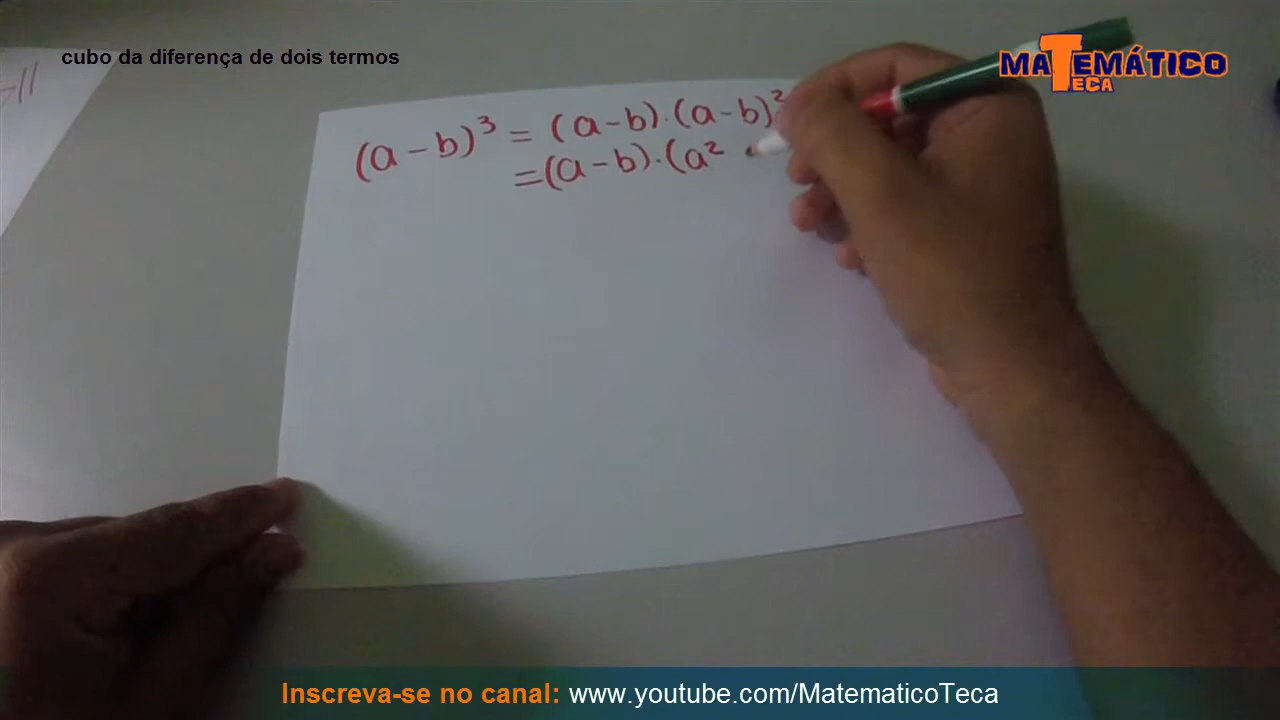 cubo da diferença de dois termos
MATEMÁTICO
TECA
(a - b)³ = (a - b) . (a - b)²
= (a - b) . (a²
Inscreva-se no canal: www.youtube.com/MatematicoTeca